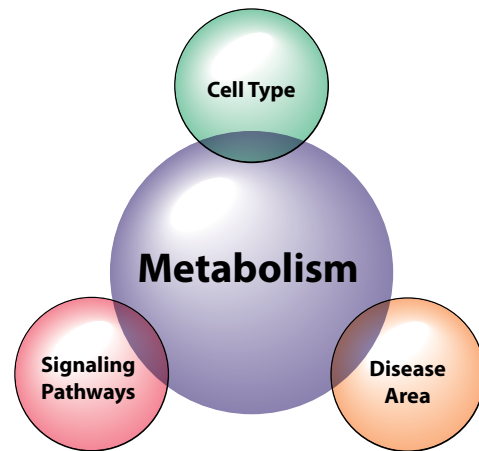 Cell Type
Metabolism
Signaling
Pathways
Disease
Area